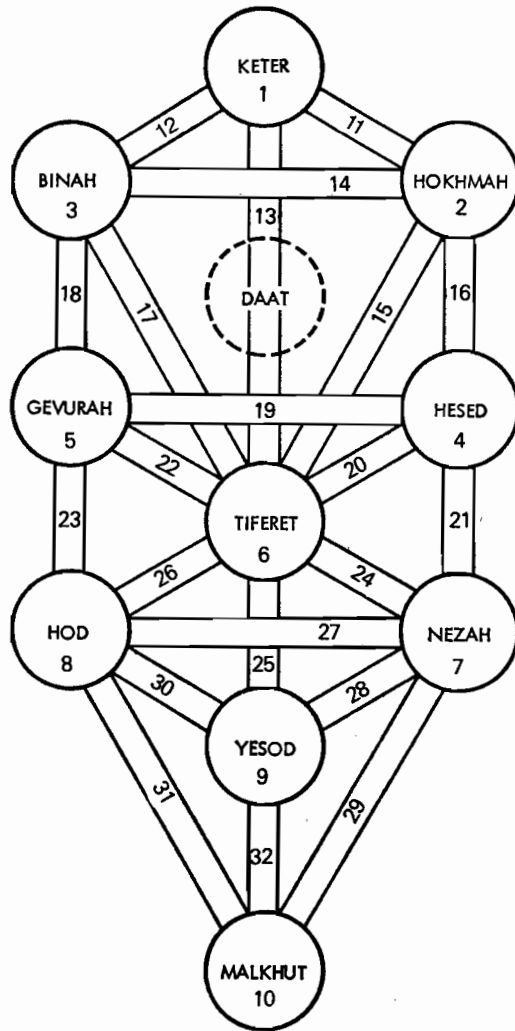 KETER
1
12
11
BINAH
3
14
HOKHMAH
2
13
18
17
DAAT
15
16
GEVURAH
5
19
HESED
4
22
20
23
TIFERET
6
21
26
24
HOD
8
27
NEZAH
7
30
25
28
YESOD
9
31
29
32
MALKHUT
10